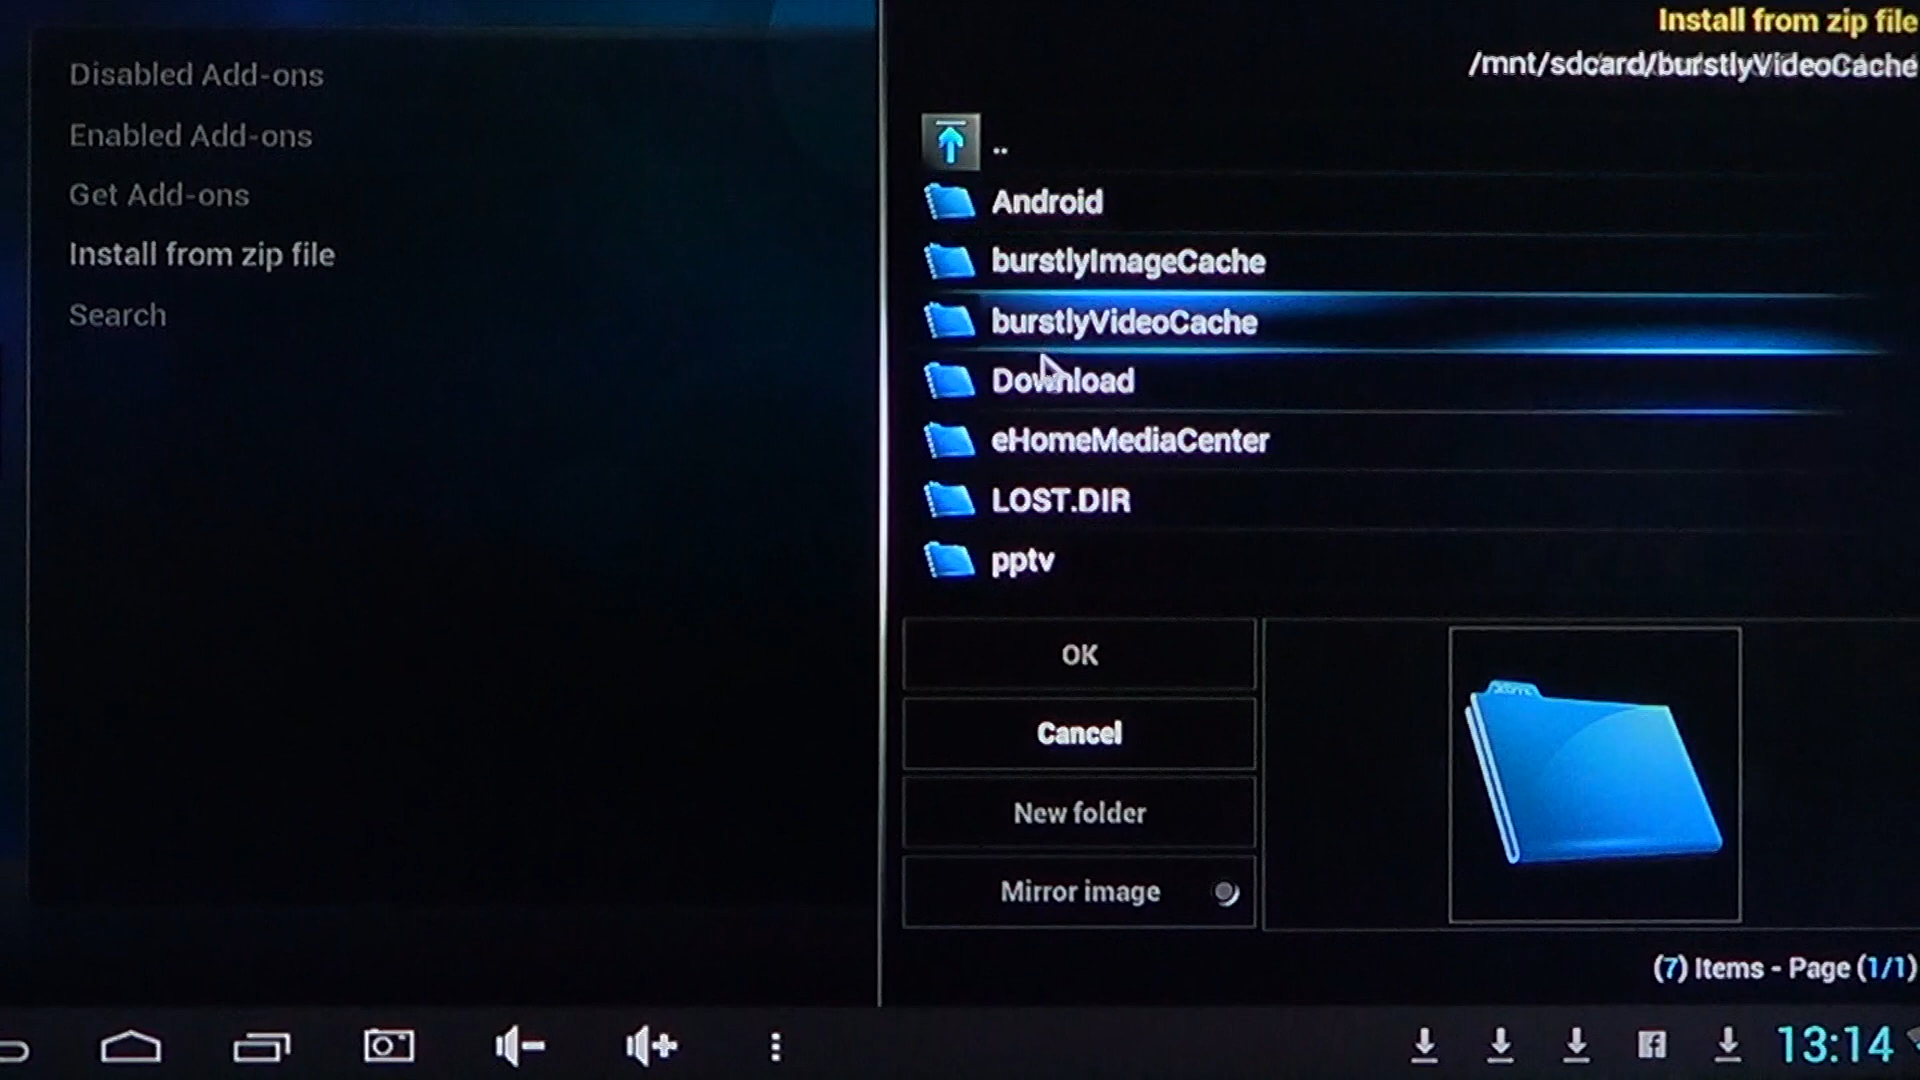 Disabled Add-ons
Enabled Add-ons
Get Add-ons
Install from zip file
Search
Install from zip file
/mnt/sdcard/burstlyVideoCache
..
Android
burstlyImageCache
burstlyVideoCache
Download
eHomeMediaCenter
LOST.DIR
pptv
OK
Cancel
New folder
Mirror image
(7) Items - Page (1/1)
13:14